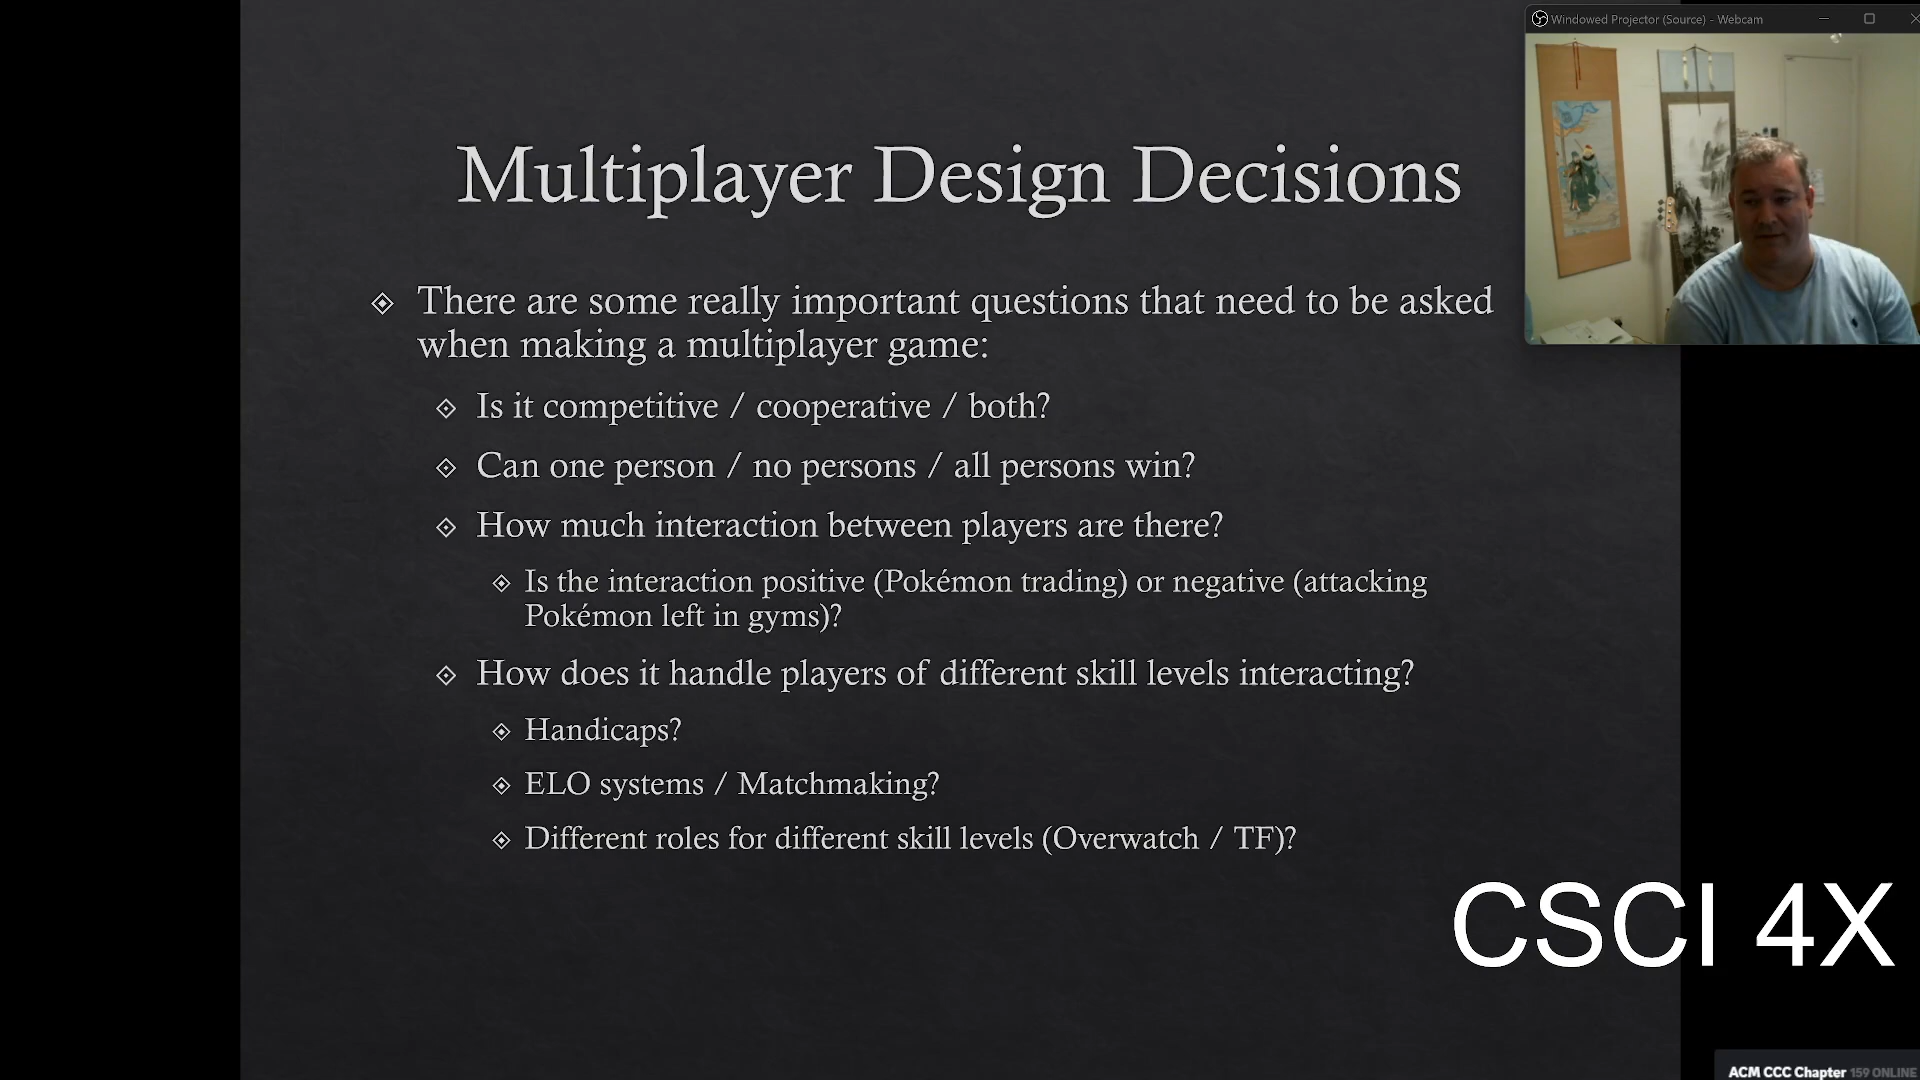 Windowed Projector (Source) - Webcam
Multiplayer Design Decisions
There are some really important questions that need to be asked
when making a multiplayer game:
Is it competitive / cooperative / both?
Can one person / no persons / all persons win?
How much interaction between players are there?
Is the interaction positive (Pokémon trading) or negative (attacking
Pokémon left in gyms)?
How does it handle players of different skill levels interacting?
Handicaps?
ELO systems / Matchmaking?
Different roles for different skill levels (Overwatch / TF)?
CSCI 4X
ACM CCC Chapter 159 ONLINE